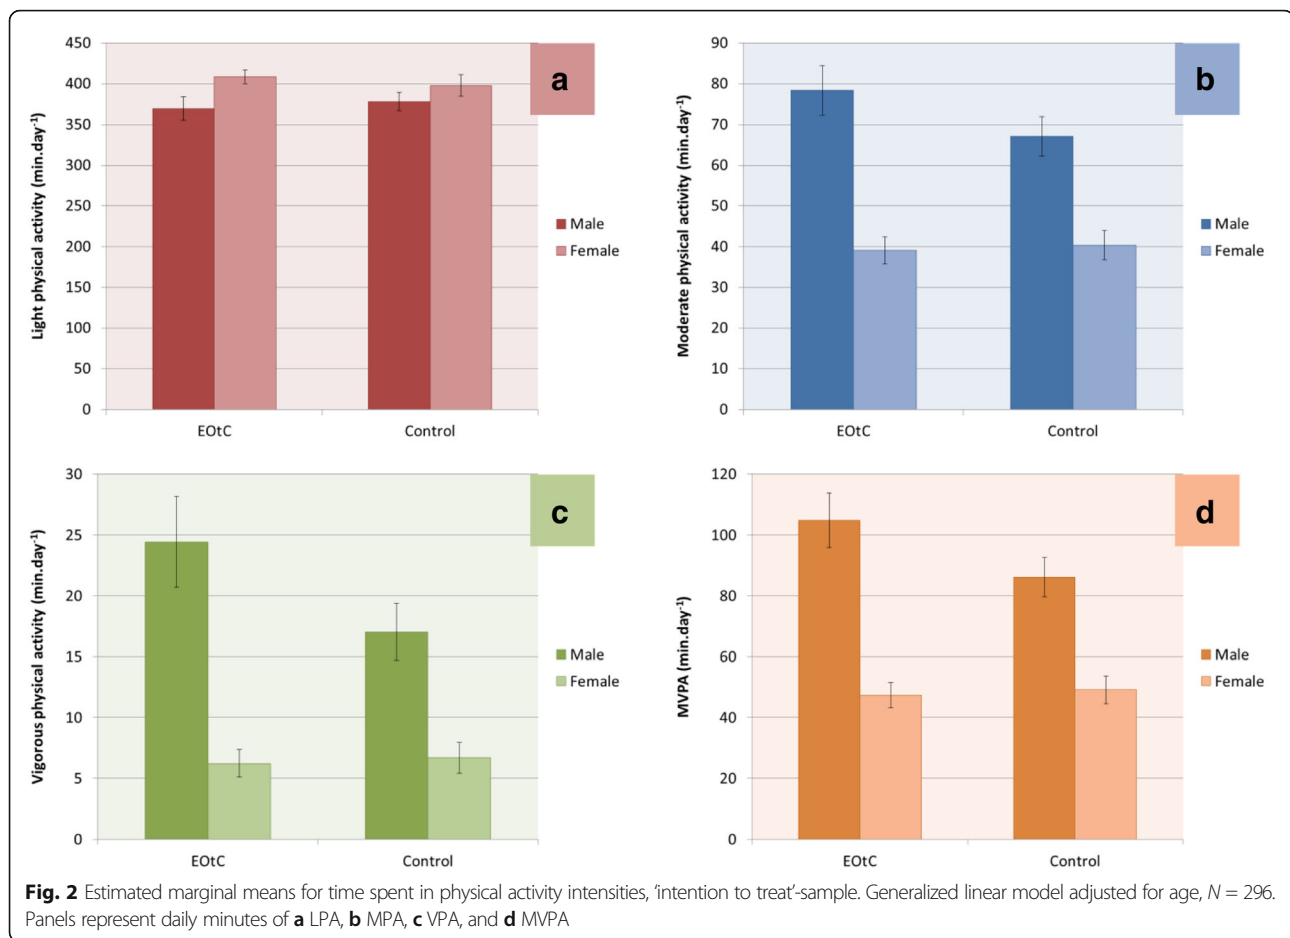 450
400
350
300
250
200
150
100
50
0
Light physical activity (min.day-1)
EOtC
Control
Male
Female
a
90
80
70
60
50
40
30
20
10
0
Moderate physical activity (min.day-1)
EOtC
Control
Male
Female
b
30
25
20
15
10
5
0
Vigorous physical activity (min.day-1)
EOtC
Control
Male
Female
c
120
100
80
60
40
20
0
MVPA (min.day-1)
EOtC
Control
Male
Female
d
Fig. 2 Estimated marginal means for time spent in physical activity intensities, ‘intention to treat’-sample. Generalized linear model adjusted for age, N = 296.
Panels represent daily minutes of a LPA, b MPA, c VPA, and d MVPA